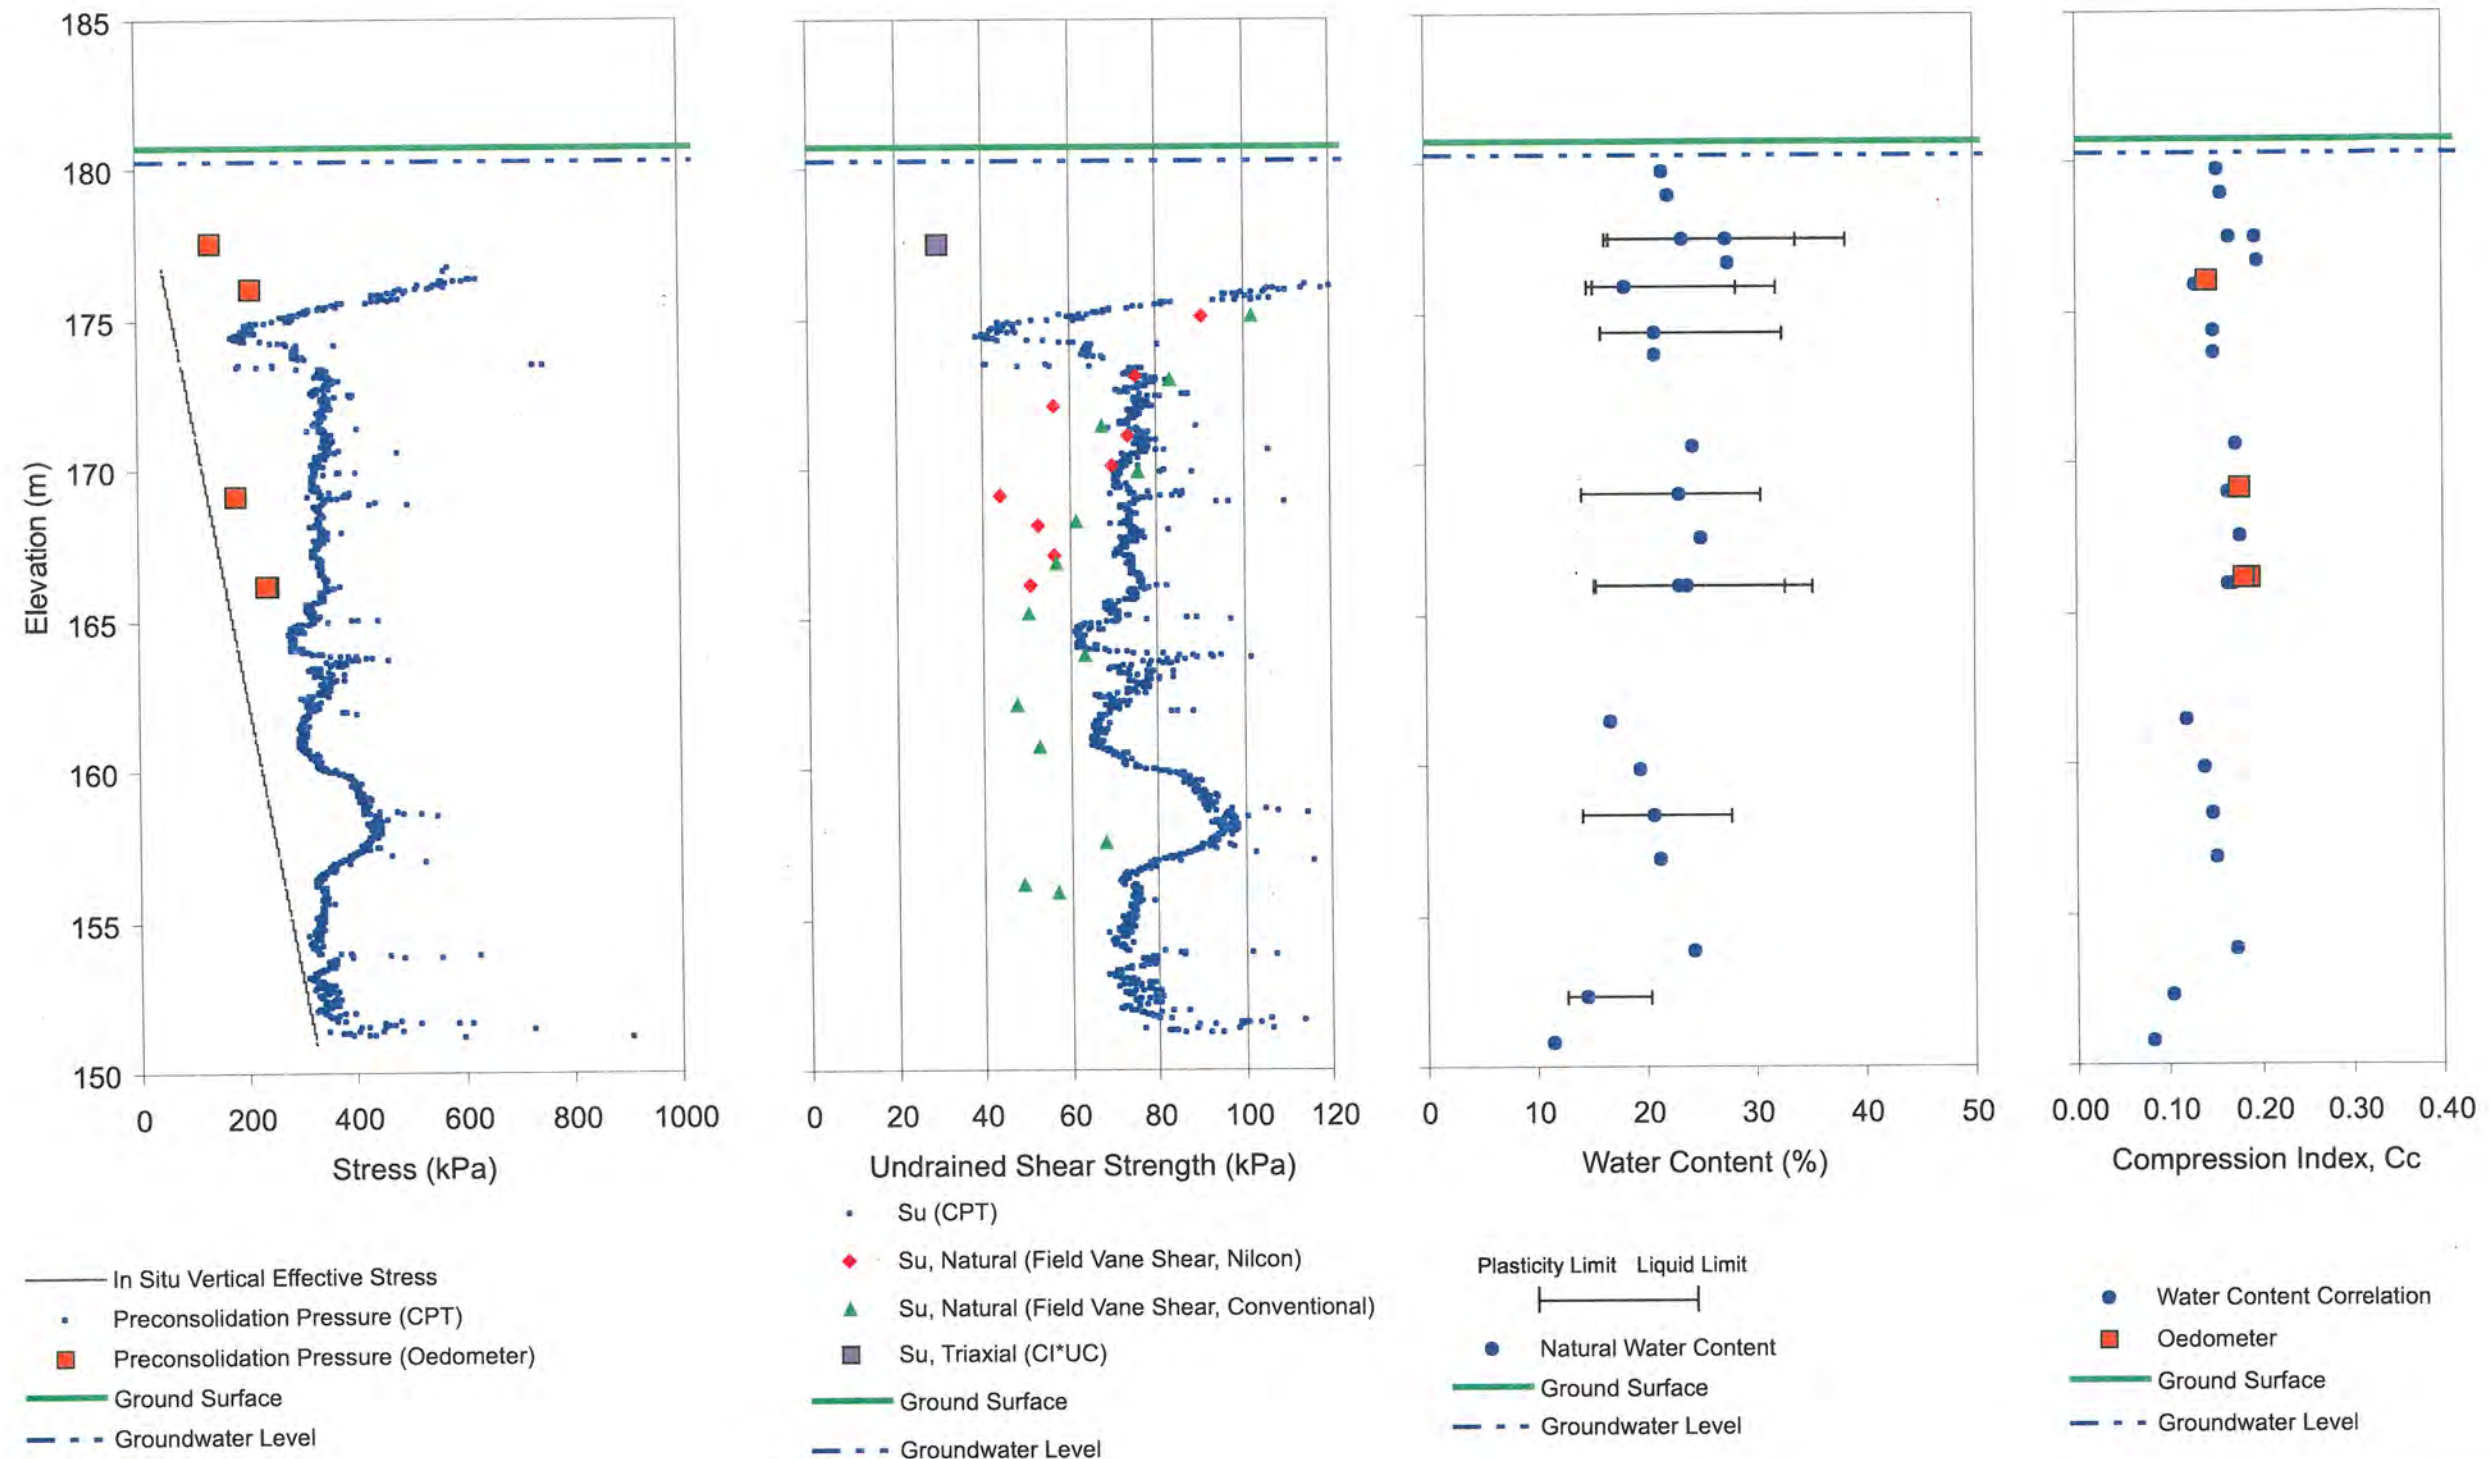 185
180
175
170
165
160
155
150
Elevation (m)
0 200 400 600 800 1000
Stress (kPa)
In Situ Vertical Effective Stress
Preconsolidation Pressure (CPT)
Preconsolidation Pressure (Oedometer)
Ground Surface
Groundwater Level
0 20 40 60 80 100 120
Undrained Shear Strength (kPa)
Su (CPT)
Su, Natural (Field Vane Shear, Nilcon)
Su, Natural (Field Vane Shear, Conventional)
Su, Triaxial (CI*UC)
Ground Surface
Groundwater Level
0 10 20 30 40 50
Water Content (%)
Plasticity Limit Liquid Limit
Natural Water Content
Ground Surface
Groundwater Level
0.00 0.10 0.20 0.30 0.40
Compression Index, Cc
Water Content Correlation
Oedometer
Ground Surface
Groundwater Level